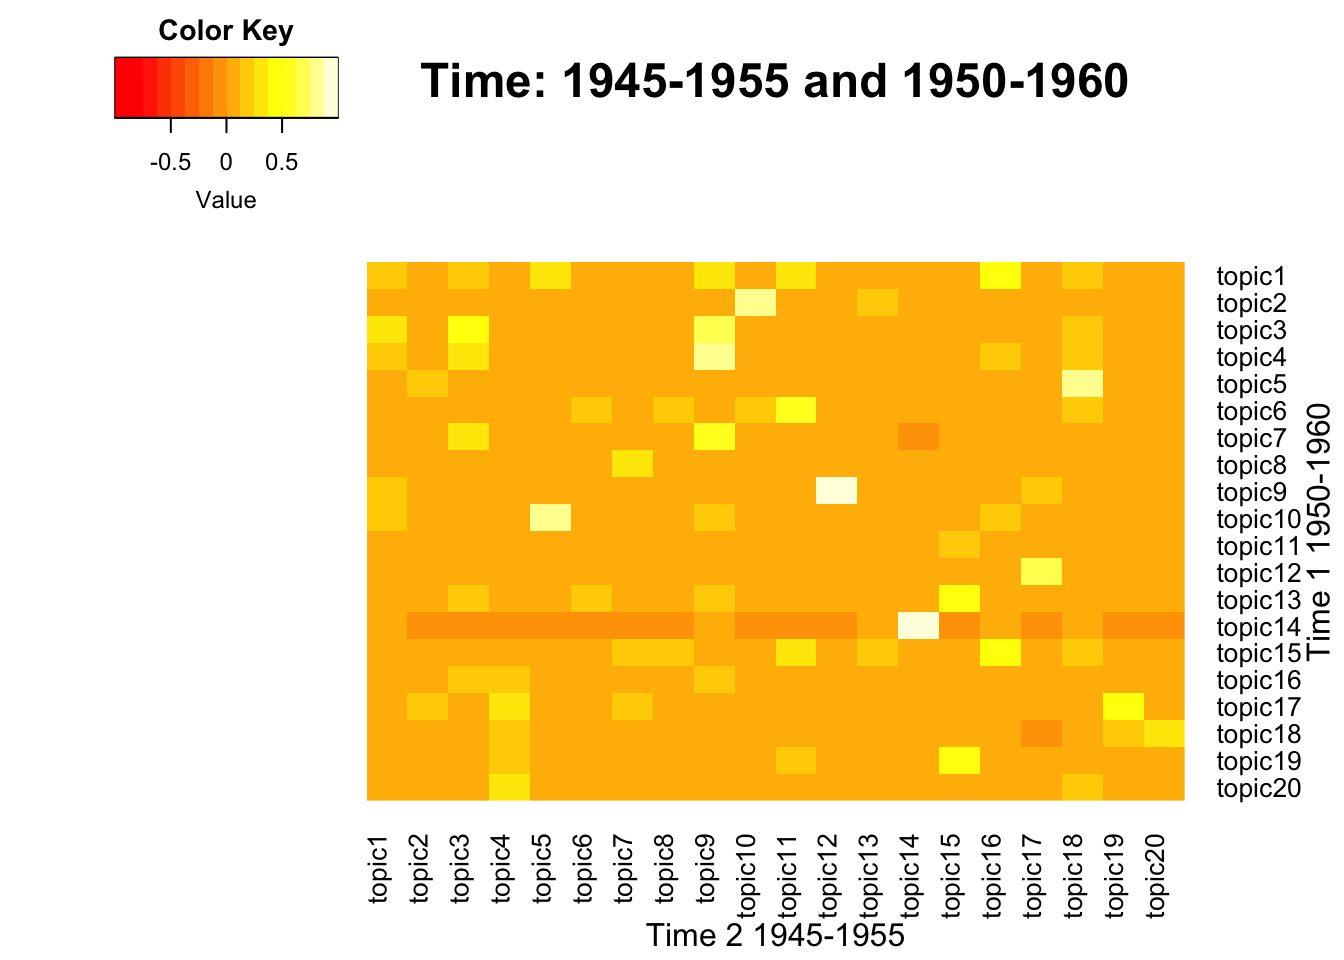 Color Key
-0.5 0 0.5
Value
Time: 1945-1955 and 1950-1960
topic1
topic2
topic3
topic4
topic5
topic6
topic7
topic8
topic9
topic10
topic11
topic12
topic13
topic14
topic15
topic16
topic17
topic18
topic19
topic20
Time 1 1950-1960
topic1
topic2
topic3
topic4
topic5
topic6
topic7
topic8
topic9
topic10
topic11
topic12
topic13
topic14
topic15
topic16
topic17
topic18
topic19
topic20
Time 2 1945-1955